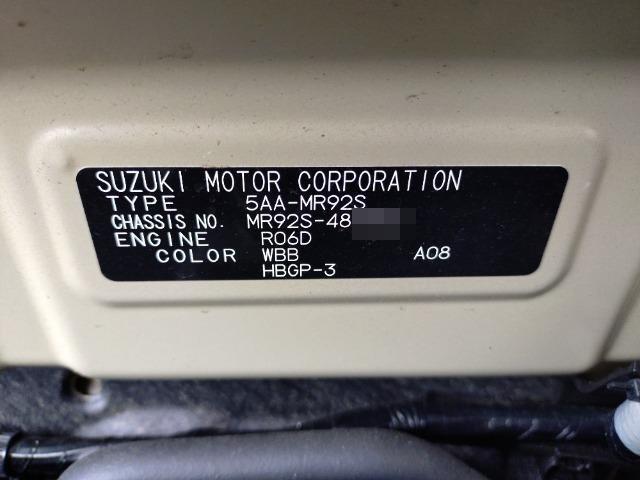 SUZUKI MOTOR CORPORATION
TYPE 5AA-MR92S
CHASSIS NO. MR92S-48
ENGINE R06D
COLOR WBB A08
HBGP-3